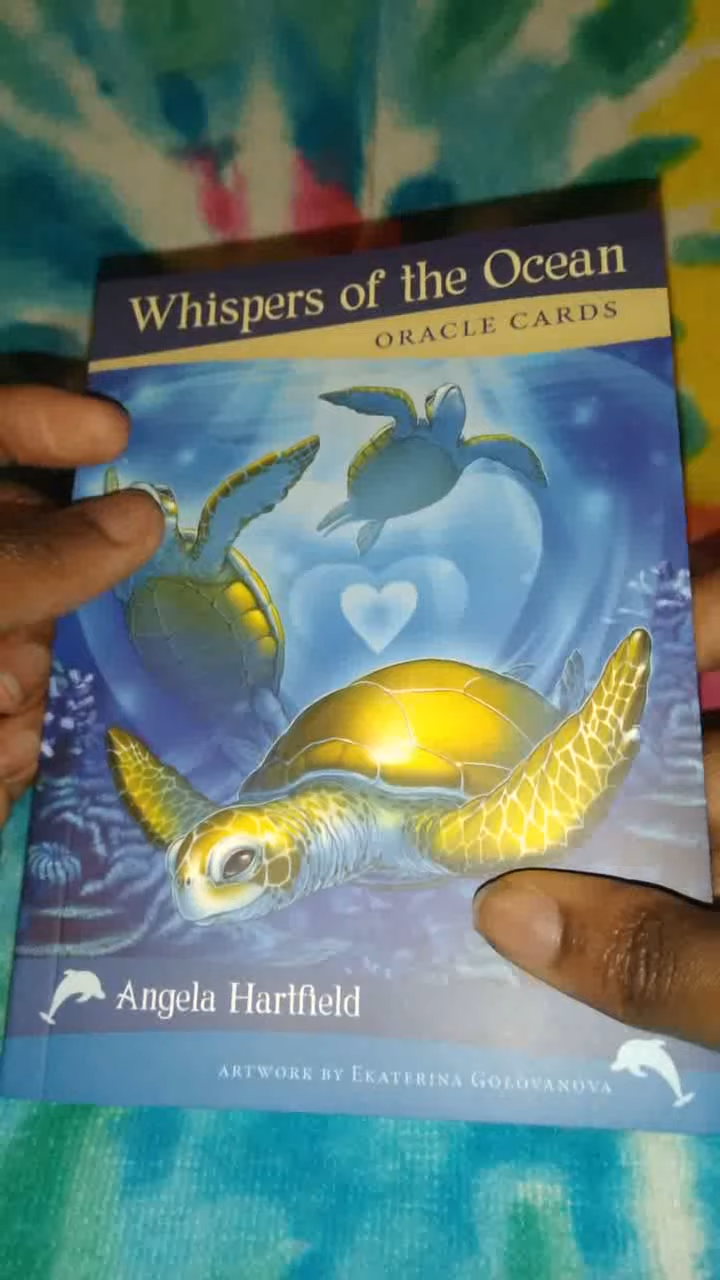 Whispers of the Ocean
ORACLE CARDS
Angela Hartfield
ARTWORK BY EKATERINA GOLOVANOVA